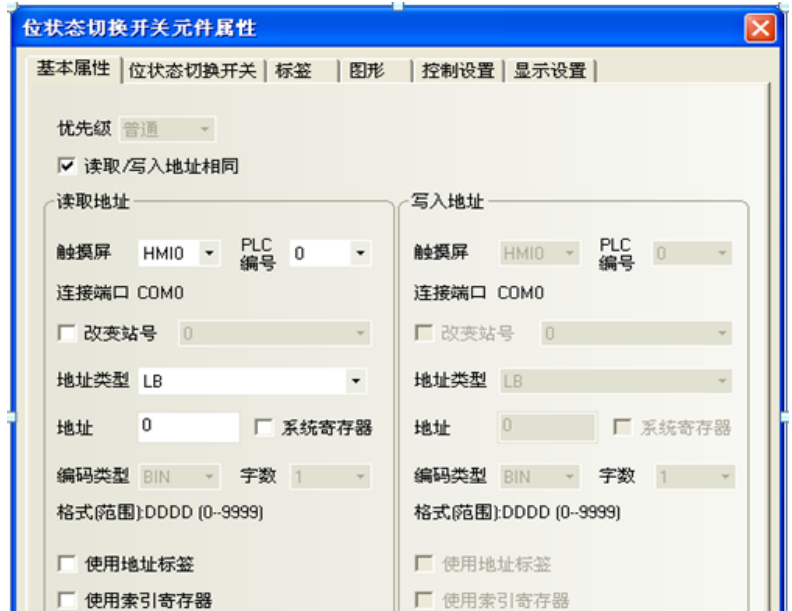 位状态切换开关元件属性
基本属性 位状态切换开关 标签 图形 控制设置 显示设置
优先级 普通
读取/写入地址相同
读取地址
触摸屏 HMI0 PLC编号 0
连接端口 COM0
改变站号 0
地址类型 LB
地址 0 系统寄存器
编码类型 BIN 字数 1
格式(范围):DDDD (0--9999)
使用地址标签
使用索引寄存器
写入地址
触摸屏 HMI0 PLC编号 0
连接端口 COM0
改变站号 0
地址类型 LB
地址 0 系统寄存器
编码类型 BIN 字数 1
格式(范围):DDDD (0--9999)
使用地址标签
使用索引寄存器